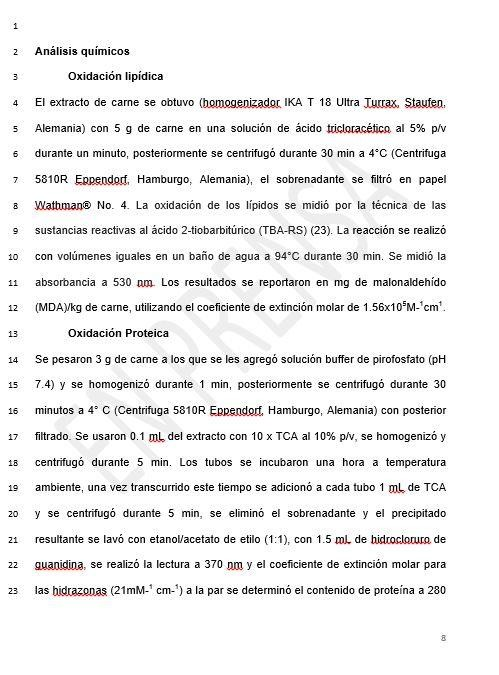 1
2 Análisis químicos
3 Oxidación lipídica
4 El extracto de carne se obtuvo (homogenizador IKA T 18 Ultra Turrax, Staufen,
5 Alemania) con 5 g de carne en una solución de ácido tricloracético al 5% p/v
6 durante un minuto, posteriormente se centrifugó durante 30 min a 4°C (Centrifuga
7 5810R Eppendorf, Hamburgo, Alemania), el sobrenadante se filtró en papel
8 Wathman® No. 4. La oxidación de los lípidos se midió por la técnica de las
9 sustancias reactivas al ácido 2-tiobarbitúrico (TBA-RS) (23). La reacción se realizó
10 con volúmenes iguales en un baño de agua a 94°C durante 30 min. Se midió la
11 absorbancia a 530 nm. Los resultados se reportaron en mg de malonaldehído
12 (MDA)/kg de carne, utilizando el coeficiente de extinción molar de 1.56x10⁵M-¹cm¹.
13 Oxidación Proteica
14 Se pesaron 3 g de carne a los que se les agregó solución buffer de pirofosfato (pH
15 7.4) y se homogenizó durante 1 min, posteriormente se centrifugó durante 30
16 minutos a 4° C (Centrifuga 5810R Eppendorf, Hamburgo, Alemania) con posterior
17 filtrado. Se usaron 0.1 mL del extracto con 10 x TCA al 10% p/v, se homogenizó y
18 centrifugó durante 5 min. Los tubos se incubaron una hora a temperatura
19 ambiente, una vez transcurrido este tiempo se adicionó a cada tubo 1 mL de TCA
20 y se centrifugó durante 5 min, se eliminó el sobrenadante y el precipitado
21 resultante se lavó con etanol/acetato de etilo (1:1), con 1.5 mL de hidrocloruro de
22 guanidina, se realizó la lectura a 370 nm y el coeficiente de extinción molar para
23 las hidrazonas (21mM-¹ cm-¹) a la par se determinó el contenido de proteína a 280
EN PRENSA
8